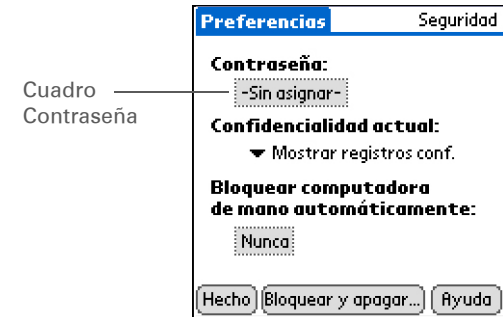 Preferencias Seguridad
Contraseña:
-Sin asignar-
Cuadro
Contraseña
Confidencialidad actual:
Mostrar registros conf.
Bloquear computadora
de mano automáticamente:
Nunca
Hecho Bloquear y apagar... Ayuda